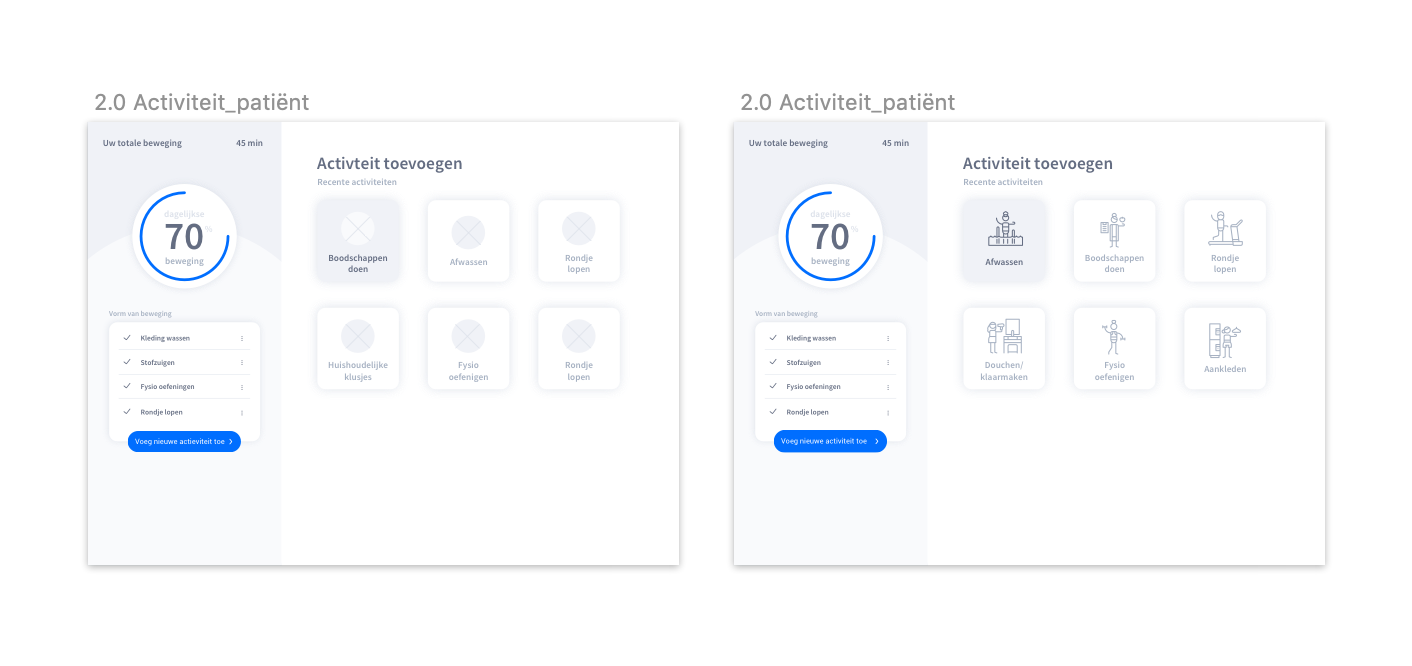 2.0 Activiteit_patiënt
Uw totale beweging 45 min
dagelijkse
70 %
beweging
Vorm van beweging
Kleding wassen
Stofzuigen
Fysio oefeningen
Rondje lopen
Voeg nieuwe actieviteit toe
Activteit toevoegen
Recente activiteiten
Boodschappen
doen
Afwassen
Rondje
lopen
Huishoudelijke
klusjes
Fysio
oefenigen
Rondje
lopen
2.0 Activiteit_patiënt
Uw totale beweging 45 min
dagelijkse
70 %
beweging
Vorm van beweging
Kleding wassen
Stofzuigen
Fysio oefeningen
Rondje lopen
Voeg nieuwe activiteit toe
Activiteit toevoegen
Recente activiteiten
Afwassen
Boodschappen
doen
Rondje
lopen
Douchen/
klaarmaken
Fysio
oefenigen
Aankleden